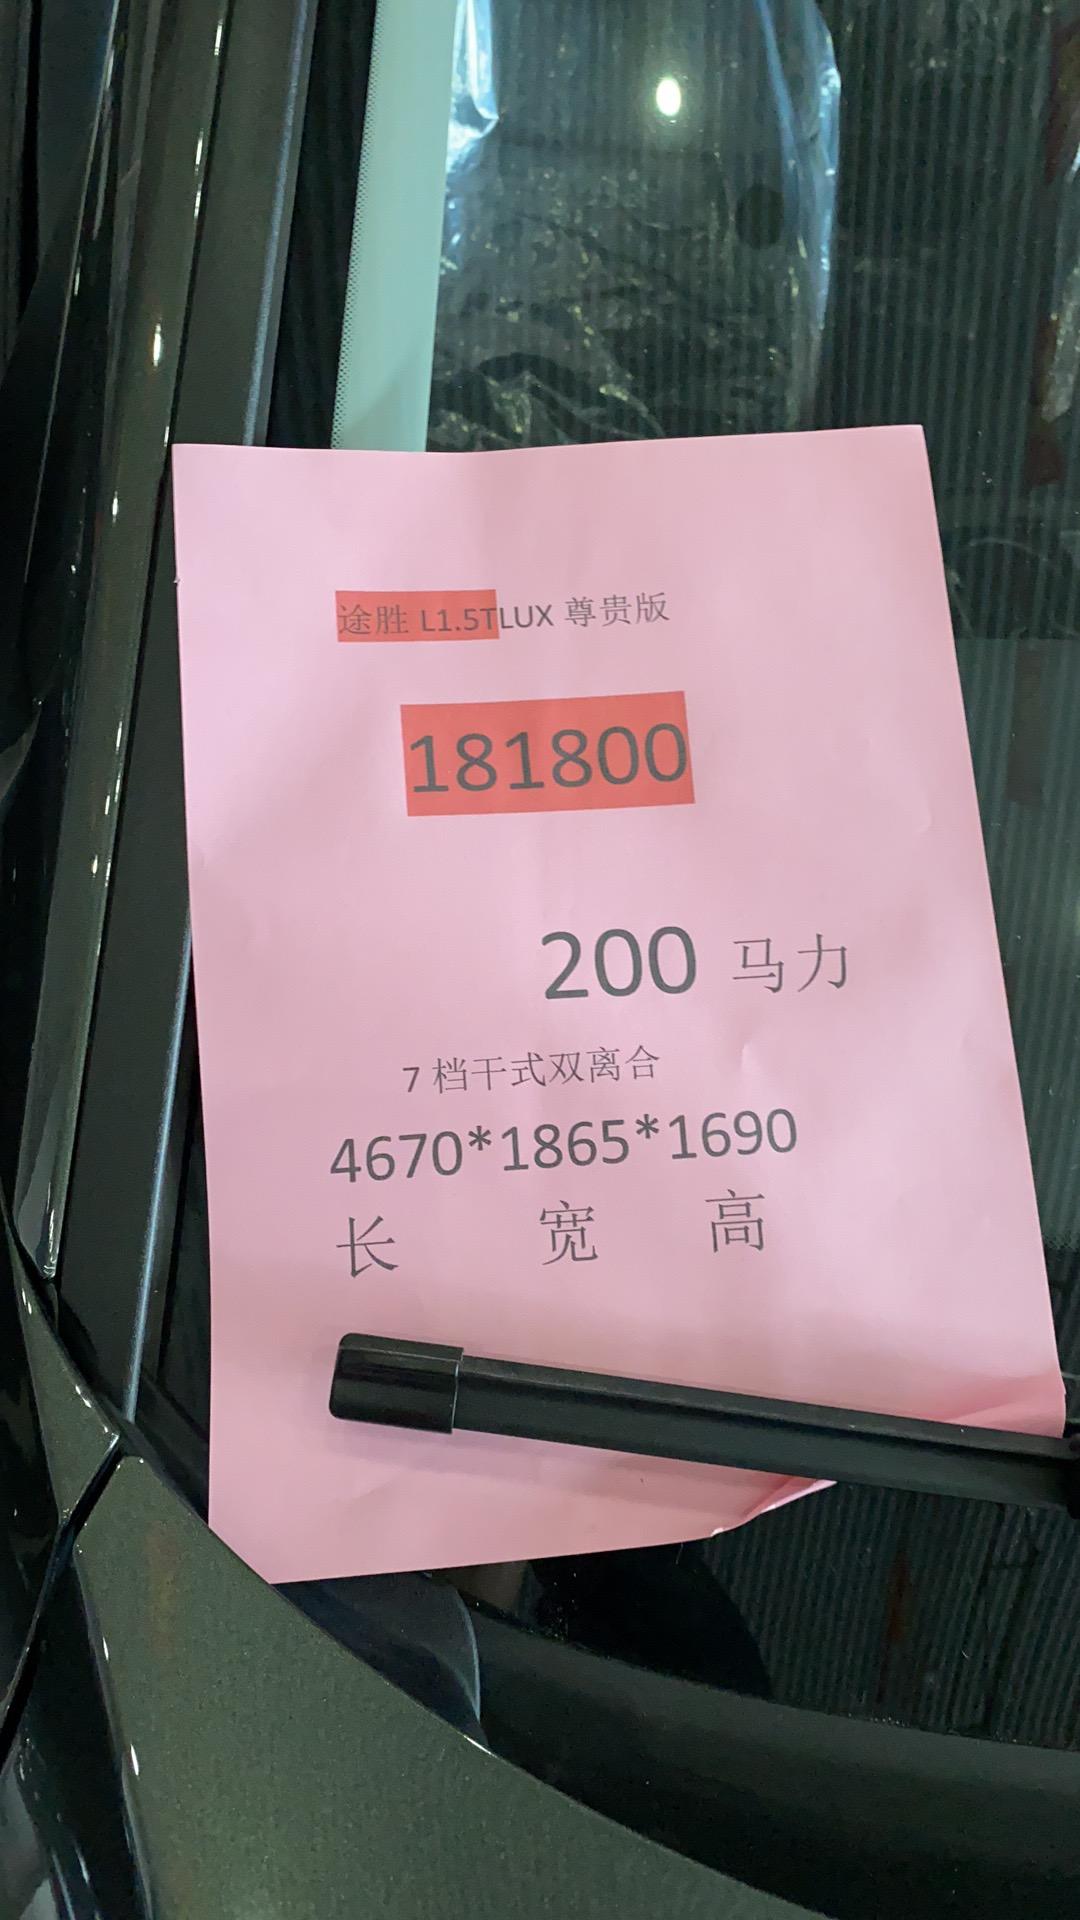 途胜 L1.5TLUX 尊贵版
181800
200 马力
7 档干式双离合
4670*1865*1690
长 宽 高